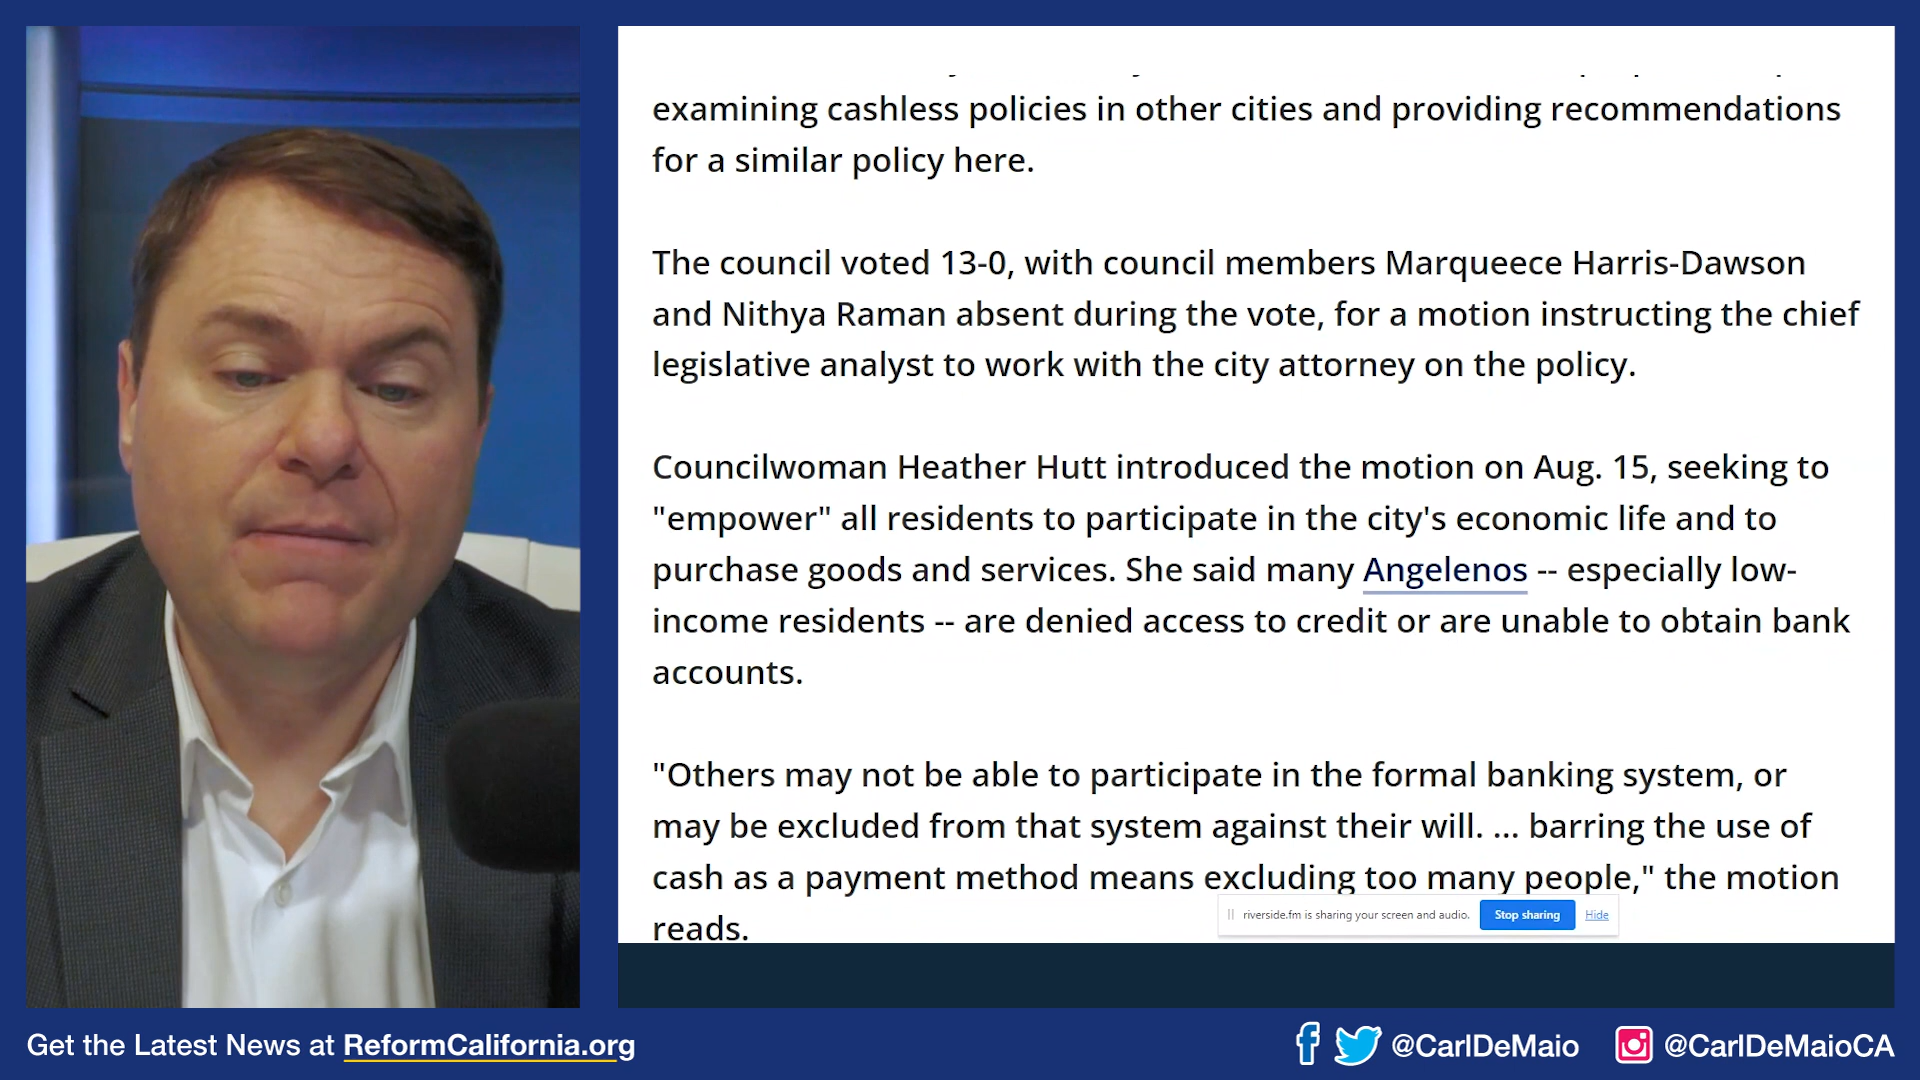 examining cashless policies in other cities and providing recommendations
for a similar policy here.
The council voted 13-0, with council members Marqueece Harris-Dawson
and Nithya Raman absent during the vote, for a motion instructing the chief
legislative analyst to work with the city attorney on the policy.
Councilwoman Heather Hutt introduced the motion on Aug. 15, seeking to
"empower" all residents to participate in the city's economic life and to
purchase goods and services. She said many Angelenos -- especially low-
income residents -- are denied access to credit or are unable to obtain bank
accounts.
"Others may not be able to participate in the formal banking system, or
may be excluded from that system against their will. ... barring the use of
cash as a payment method means excluding too many people," the motion
reads.
riverside.fm is sharing your screen and audio. Stop sharing Hide
Get the Latest News at ReformCalifornia.org
@CarlDeMaio @CarlDeMaioCA